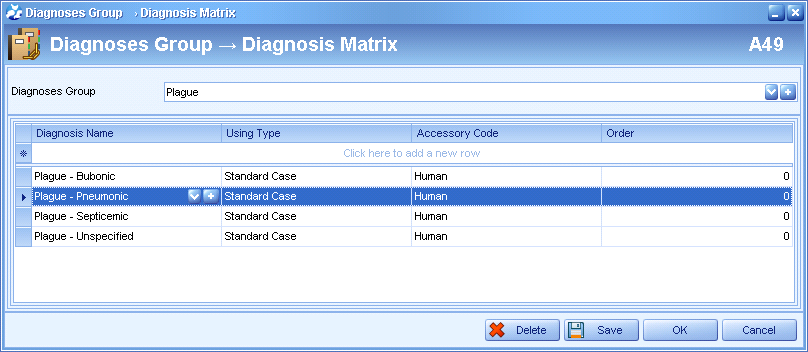 Diagnoses Group → Diagnosis Matrix
Diagnoses Group → Diagnosis Matrix A49
Diagnoses Group Plague
Diagnosis Name Using Type Accessory Code Order
Click here to add a new row
Plague - Bubonic Standard Case Human 0
Plague - Pneumonic Standard Case Human 0
Plague - Septicemic Standard Case Human 0
Plague - Unspecified Standard Case Human 0
Delete Save OK Cancel